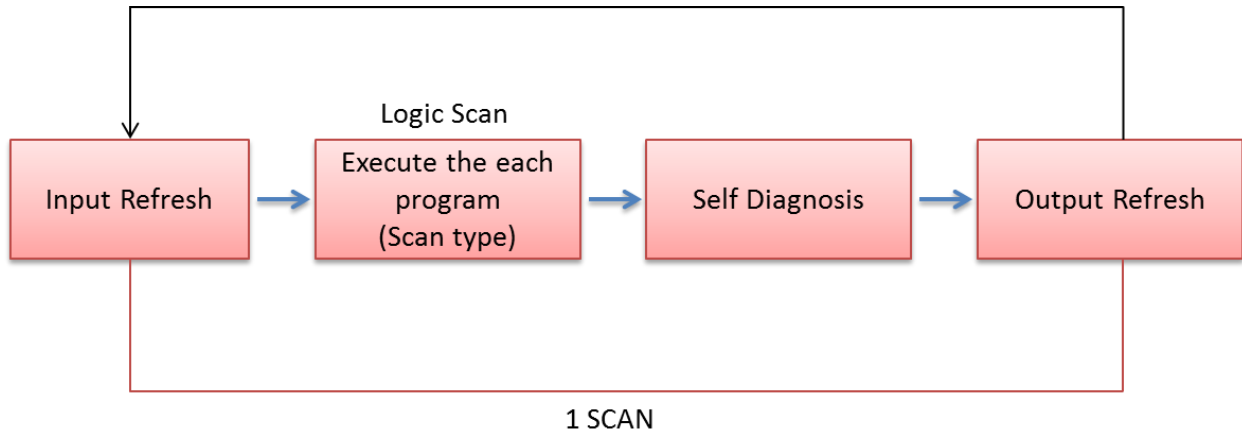 Logic Scan
Input Refresh
Execute the each
program
(Scan type)
Self Diagnosis
Output Refresh
1 SCAN